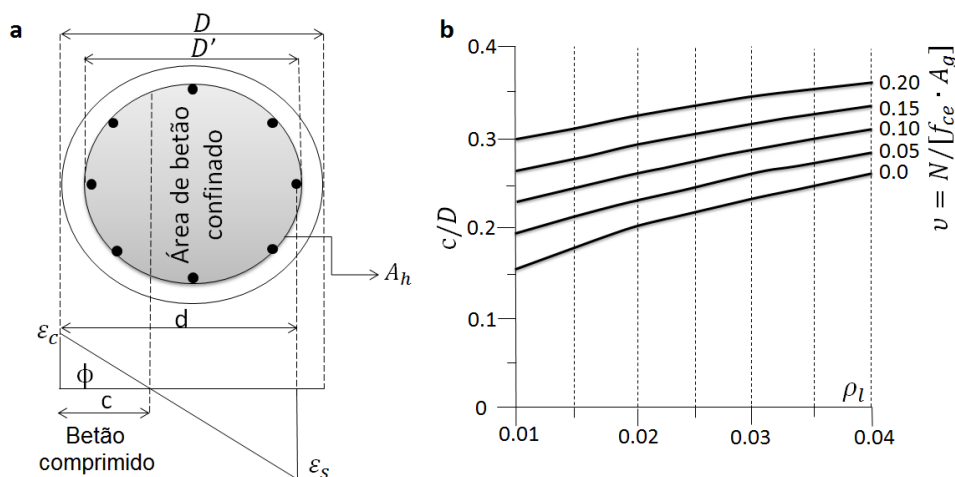 a
D
D'
Área de betão
confinado
A_h
d
ε_c
ϕ
c
Betão
comprimido
ε_s
b
0.4
0.3
0.2
0.1
0
c/D
0.01
0.02
0.03
0.04
ρ_l
0.20
0.15
0.10
0.05
0.0
υ = N/[f_ce · A_g]